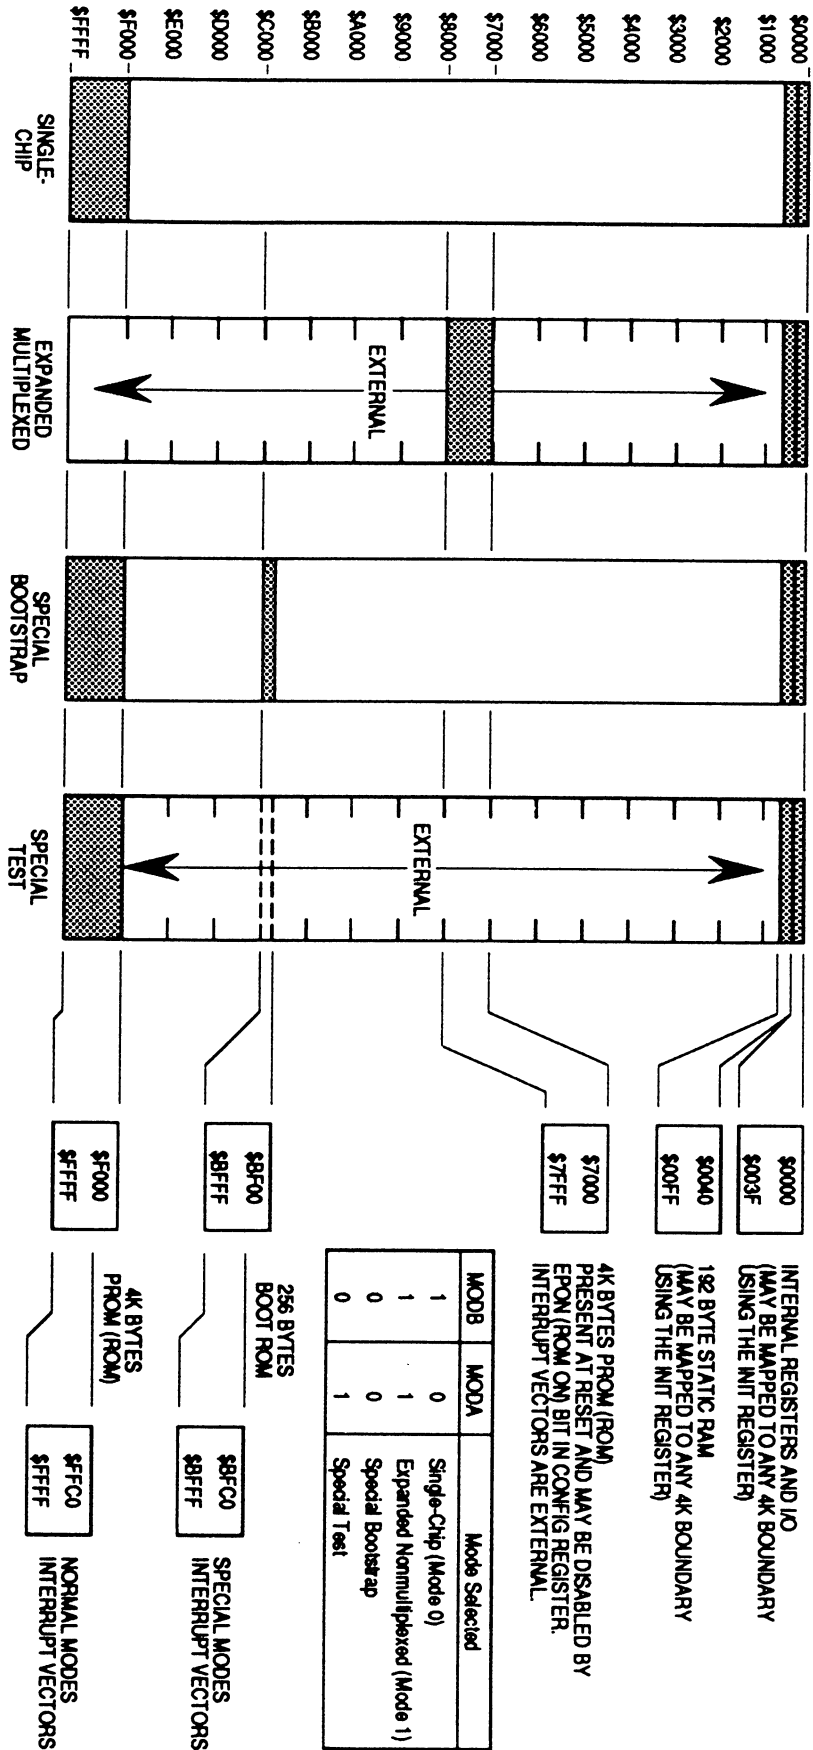 $0000
$1000
$2000
$3000
$4000
$5000
$6000
$7000
$8000
$9000
$A000
$B000
$C000
$D000
$E000
$F000
$FFFF
SINGLE-
CHIP
EXTERNAL
EXPANDED
MULTIPLEXED
SPECIAL
BOOTSTRAP
EXTERNAL
SPECIAL
TEST
$0000
$003F
INTERNAL REGISTERS AND I/O
(MAY BE MAPPED TO ANY 4K BOUNDARY
USING THE INIT REGISTER)
$0040
$00FF
192 BYTE STATIC RAM
(MAY BE MAPPED TO ANY 4K BOUNDARY
USING THE INIT REGISTER)
$7000
$7FFF
4K BYTES PROM (ROM)
PRESENT AT RESET AND MAY BE DISABLED BY
EPON (ROM ON) BIT IN CONFIG REGISTER.
INTERRUPT VECTORS ARE EXTERNAL.
MODB MODA Mode Selected
1 0 Single-Chip (Mode 0)
1 1 Expanded Nonmultiplexed (Mode 1)
0 0 Special Bootstrap
0 1 Special Test
$BF00
$BFFF
256 BYTES
BOOT ROM
$BFC0
$BFFF
SPECIAL MODES
INTERRUPT VECTORS
$F000
$FFFF
4K BYTES
PROM (ROM)
$FFC0
$FFFF
NORMAL MODES
INTERRUPT VECTORS